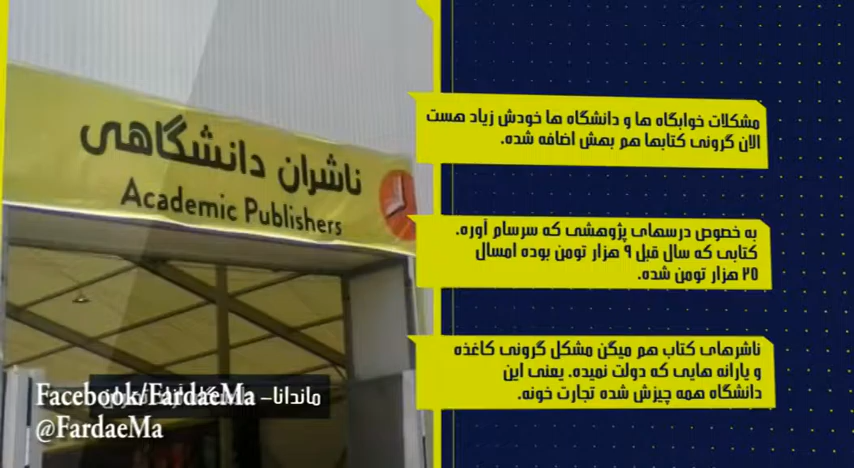 ناشران دانشگاهی
Academic Publishers
مشکلات خوابگاه ها و دانشگاه ها خودش زیاد هست
الان گرونی کتابها هم بهش اضافه شده.
به خصوص درسهای پژوهشی که سرسام آوره.
کتابی که سال قبل ۹ هزار تومن بوده امسال
۲۵ هزار تومن شده.
ناشرهای کتاب هم میگن مشکل گرونی کاغذه
و یارانه هایی که دولت نمیده. یعنی این
دانشگاه همه چیزش شده تجارت خونه.
ماندانا-
Facebook/FardaeMa
@FardaeMa